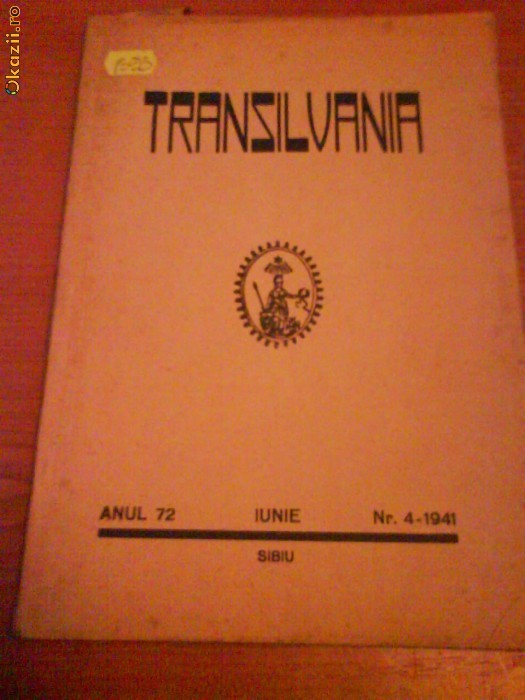 Okazii.ro
TRANSILVANIA
ANUL 72 IUNIE Nr. 4-1941
SIBIU